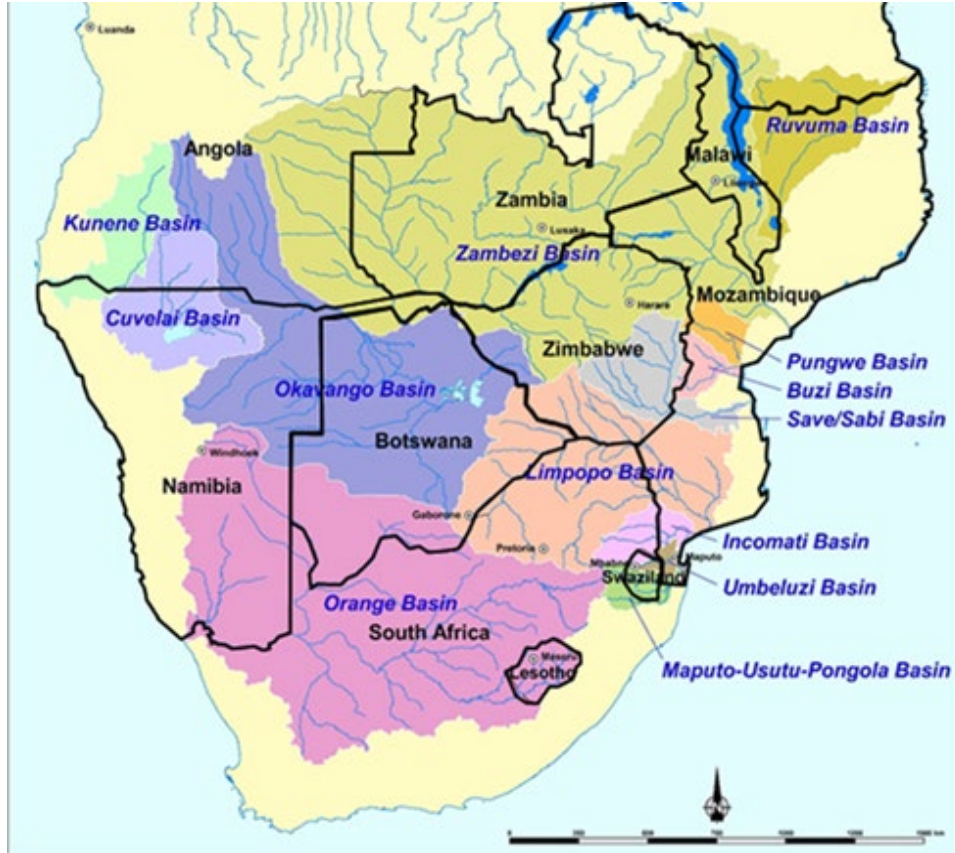 Luanda
Ruvuma Basin
Angola
Malawi
Zambia
Kunene Basin
Lusaka
Zambezi Basin
Mozambique
Harare
Cuvelai Basin
Zimbabwe
Pungwe Basin
Okavango Basin
Buzi Basin
Save/Sabi Basin
Botswana
Windhoek
Limpopo Basin
Namibia
Gaborone
Incomati Basin
Pretoria
Maputo
Swaziland
Umbeluzi Basin
Orange Basin
South Africa
Maseru
Lesotho
Maputo-Usutu-Pongola Basin
0